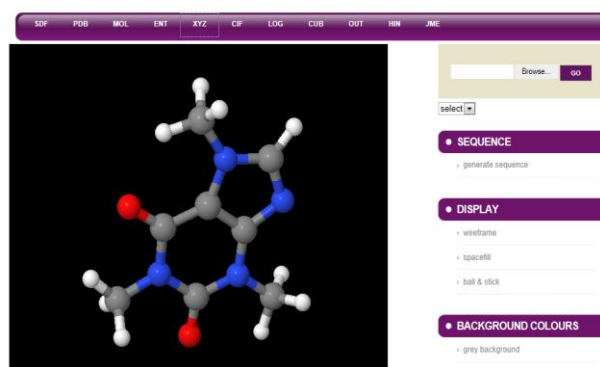 SDF PDB MOL ENT XYZ CIF LOG CUB OUT HIN JME
Browse... GO
select
SEQUENCE
generate sequence
DISPLAY
wireframe
spacefill
ball & stick
BACKGROUND COLOURS
grey background